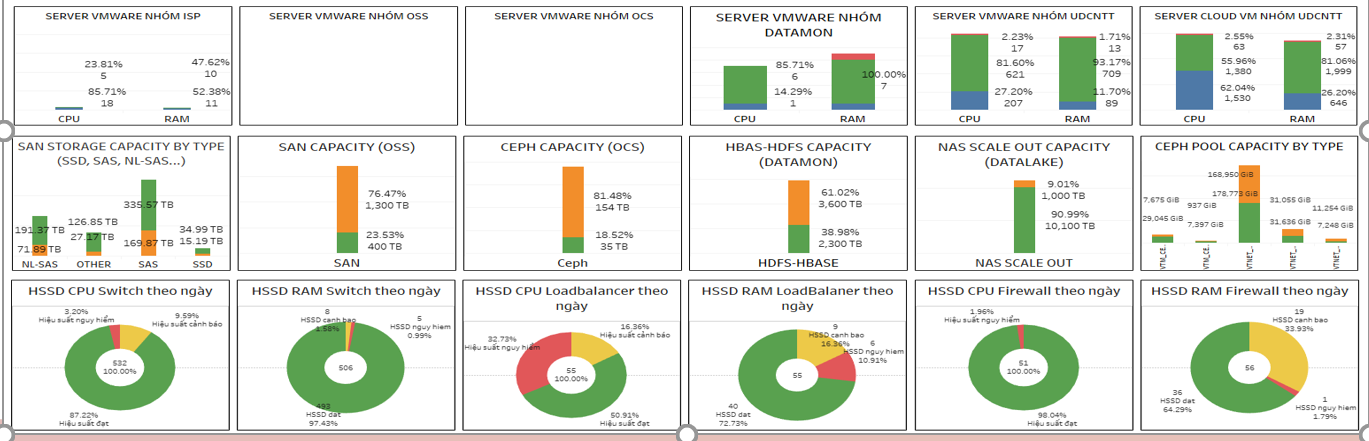 SERVER VMWARE NHÓM ISP
23.81%
5
85.71%
18
47.62%
10
52.38%
11
CPU
RAM
SERVER VMWARE NHÓM OSS
SERVER VMWARE NHÓM OCS
SERVER VMWARE NHÓM
DATAMON
85.71%
6
14.29%
1
100.00%
7
CPU
RAM
SERVER VMWARE NHÓM UDCNTT
2.23%
17
81.60%
621
27.20%
207
1.71%
13
93.17%
709
11.70%
89
CPU
RAM
SERVER CLOUD VM NHÓM UDCNTT
2.55%
63
55.96%
1,380
62.04%
1,530
2.31%
57
81.06%
1,999
26.20%
646
CPU
RAM
SAN STORAGE CAPACITY BY TYPE
(SSD, SAS, NL-SAS...)
191.37 TB
71.89 TB
126.85 TB
27.17 TB
335.57 TB
169.87 TB
34.99 TB
15.19 TB
NL-SAS
OTHER
SAS
SSD
SAN CAPACITY (OSS)
76.47%
1,300 TB
23.53%
400 TB
SAN
CEPH CAPACITY (OCS)
81.48%
154 TB
18.52%
35 TB
Ceph
HBAS-HDFS CAPACITY
(DATAMON)
61.02%
3,600 TB
38.98%
2,300 TB
HDFS-HBASE
NAS SCALE OUT CAPACITY
(DATALAKE)
9.01%
1,000 TB
90.99%
10,100 TB
NAS SCALE OUT
CEPH POOL CAPACITY BY TYPE
7,675 GiB
29,045 GiB
937 GiB
7,397 GiB
168,950 GiB
178,773 GiB
31,055 GiB
31,636 GiB
11,254 GiB
7,248 GiB
HSSD CPU Switch theo ngày
3.20%
Hiệu suất nguy hiểm
9.59%
Hiệu suất cảnh báo
532
100.00%
87.22%
Hiệu suất đạt
HSSD RAM Switch theo ngày
8
HSSD canh bao
1.58%
5
HSSD nguy hiem
0.99%
506
493
HSSD dat
97.43%
HSSD CPU Loadbalancer theo
ngày
32.73%
Hiệu suất nguy hiểm
16.36%
Hiệu suất cảnh báo
55
100.00%
50.91%
Hiệu suất đạt
HSSD RAM LoadBalaner theo
ngày
9
HSSD canh bao
16.36%
6
HSSD nguy hiem
10.91%
55
40
HSSD dat
72.73%
HSSD CPU Firewall theo ngày
1.96%
Hiệu suất nguy hiểm
51
100.00%
98.04%
Hiệu suất đạt
HSSD RAM Firewall theo ngày
19
HSSD canh bao
33.93%
56
36
HSSD dat
64.29%
1
HSSD nguy hiem
1.79%